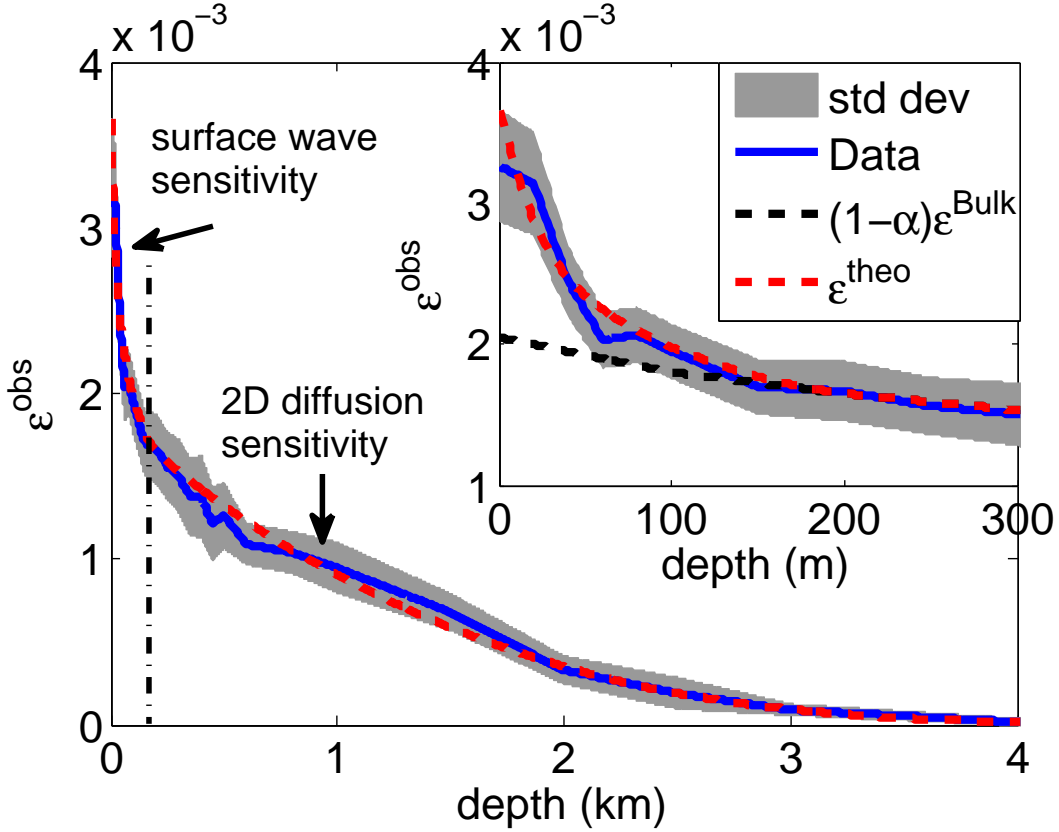 x 10⁻³
x 10⁻³
4
3
2
1
0
ε^obs
0
1
2
3
4
depth (km)
surface wave
sensitivity
2D diffusion
sensitivity
4
3
2
1
ε^obs
0
100
200
300
depth (m)
std dev
Data
(1−α)ε^Bulk
ε^theo